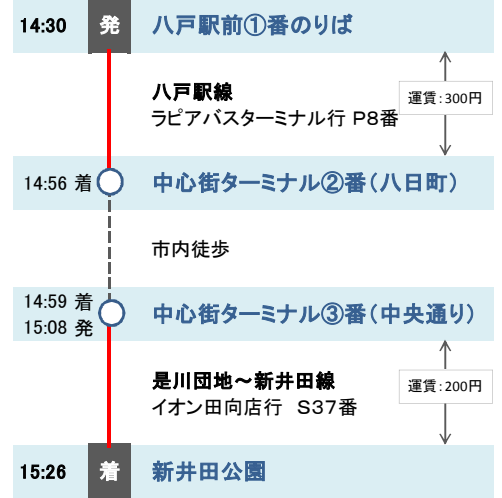 14:30 発 八戸駅前①番のりば
八戸駅線
運賃：300円
ラピアバスターミナル行 P8番
14:56 着 中心街ターミナル②番（八日町）
市内徒歩
14:59 着
15:08 発
中心街ターミナル③番（中央通り）
是川団地～新井田線
運賃：200円
イオン田向店行　S37番
15:26 着 新井田公園